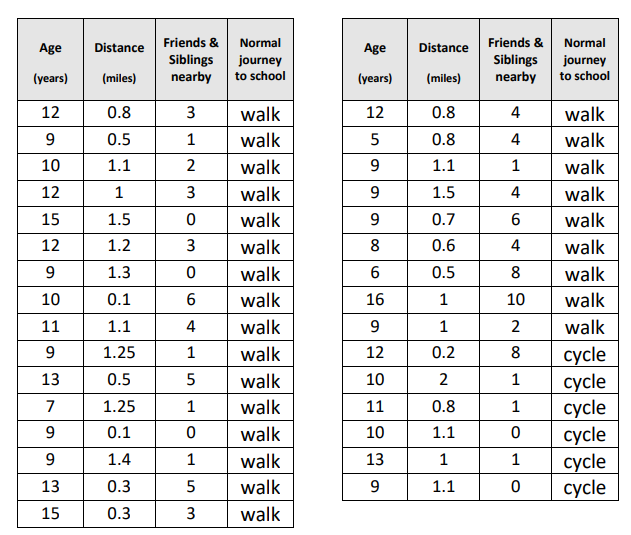 Age Distance Friends & Normal
Siblings journey
(years) (miles) nearby to school
12 0.8 3 walk
9 0.5 1 walk
10 1.1 2 walk
12 1 3 walk
15 1.5 0 walk
12 1.2 3 walk
9 1.3 0 walk
10 0.1 6 walk
11 1.1 4 walk
9 1.25 1 walk
13 0.5 5 walk
7 1.25 1 walk
9 0.1 0 walk
9 1.4 1 walk
13 0.3 5 walk
15 0.3 3 walk
Age Distance Friends & Normal
Siblings journey
(years) (miles) nearby to school
12 0.8 4 walk
5 0.8 4 walk
9 1.1 1 walk
9 1.5 4 walk
9 0.7 6 walk
8 0.6 4 walk
6 0.5 8 walk
16 1 10 walk
9 1 2 walk
12 0.2 8 cycle
10 2 1 cycle
11 0.8 1 cycle
10 1.1 0 cycle
13 1 1 cycle
9 1.1 0 cycle